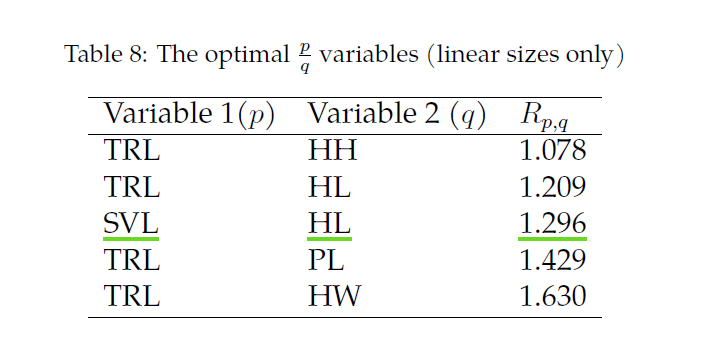 Table 8: The optimal p/q variables (linear sizes only)
Variable 1(p) Variable 2 (q) R_{p,q}
TRL HH 1.078
TRL HL 1.209
SVL HL 1.296
TRL PL 1.429
TRL HW 1.630